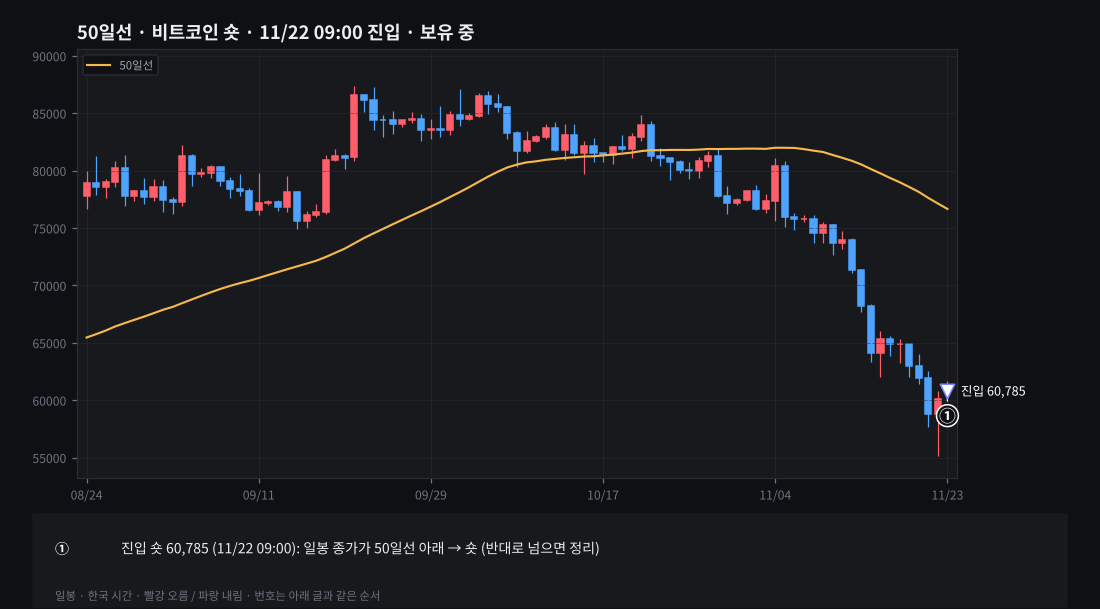 50일선 · 비트코인 숏 · 11/22 09:00 진입 · 보유 중
50일선
90000
85000
80000
75000
70000
65000
60000
55000
진입 60,785
①
08/24 09/11 09/29 10/17 11/04 11/23
① 진입 숏 60,785 (11/22 09:00): 일봉 종가가 50일선 아래 → 숏 (반대로 넘으면 정리)
일봉 · 한국 시간 · 빨강 오름 / 파랑 내림 · 번호는 아래 글과 같은 순서